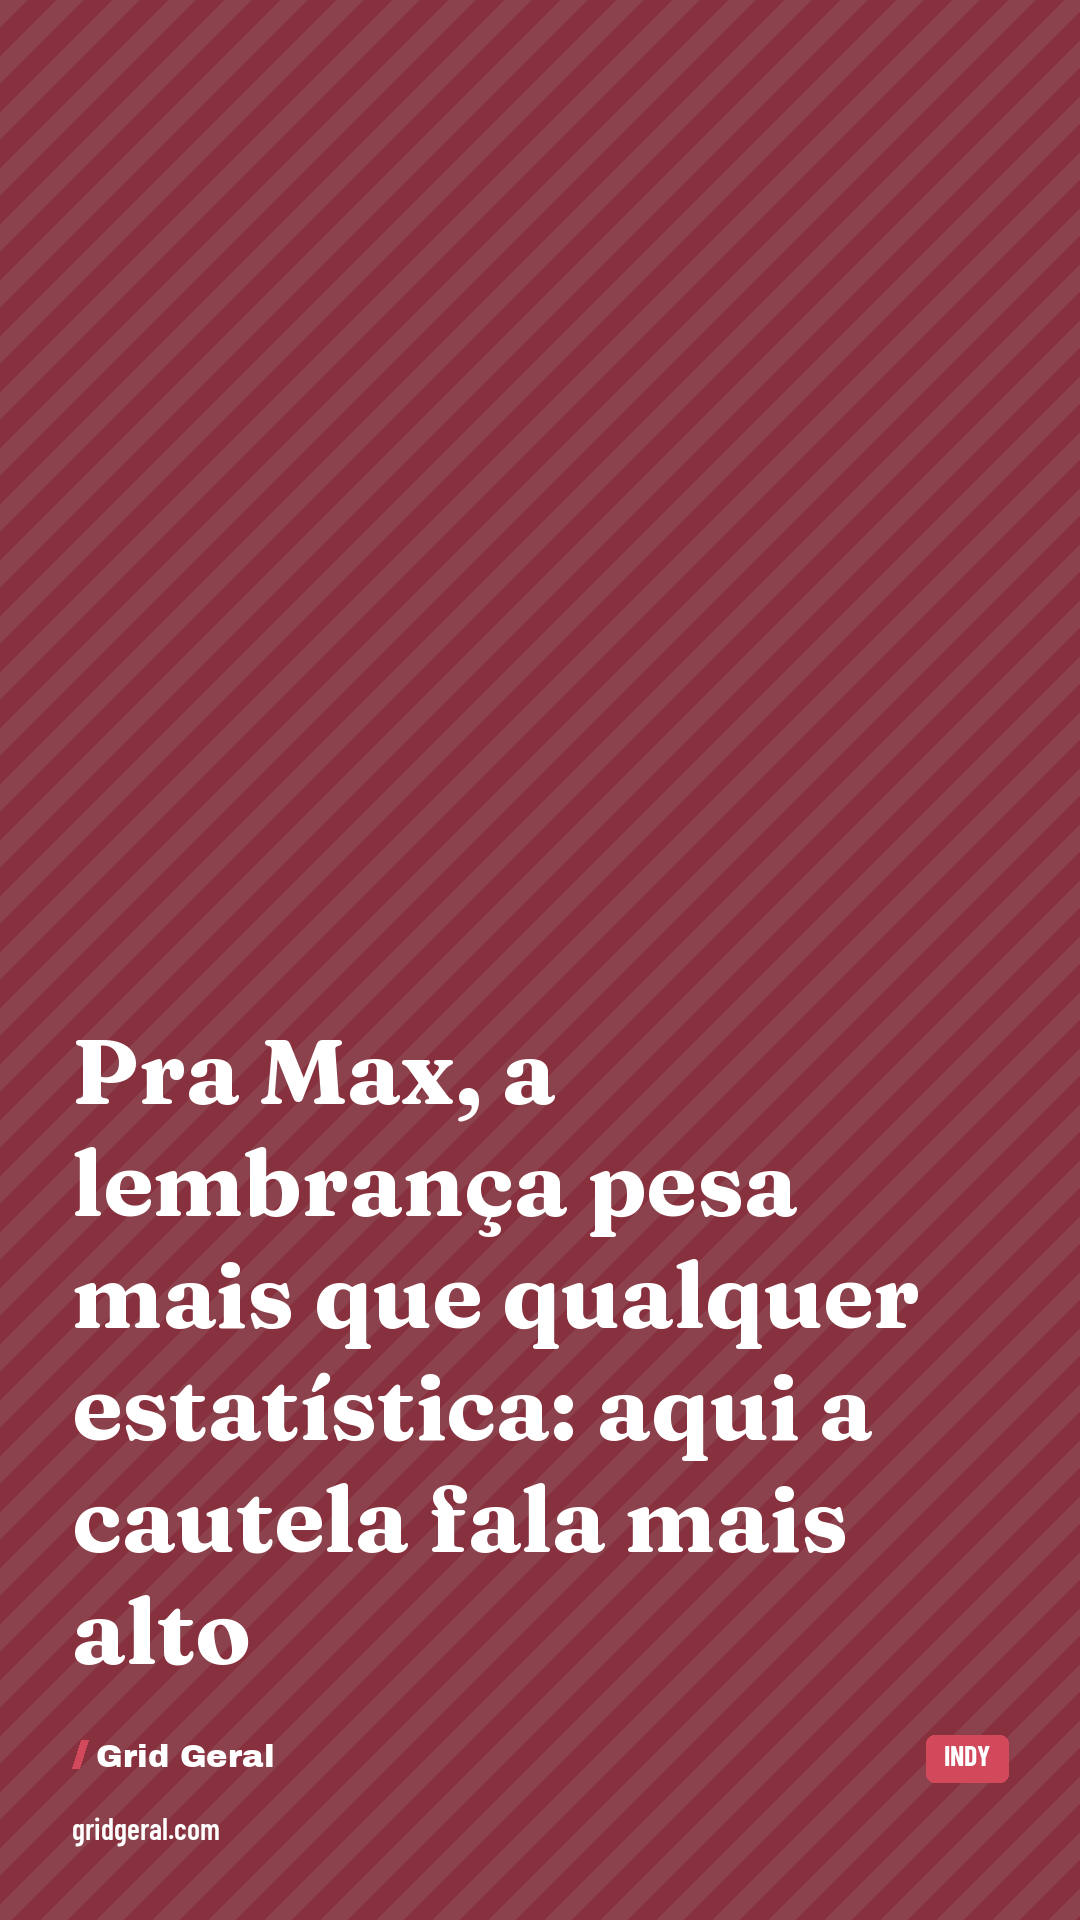 Pra Max, a
lembrança pesa
mais que qualquer
estatística: aqui a
cautela fala mais
alto
/ Grid Geral
INDY
gridgeral.com